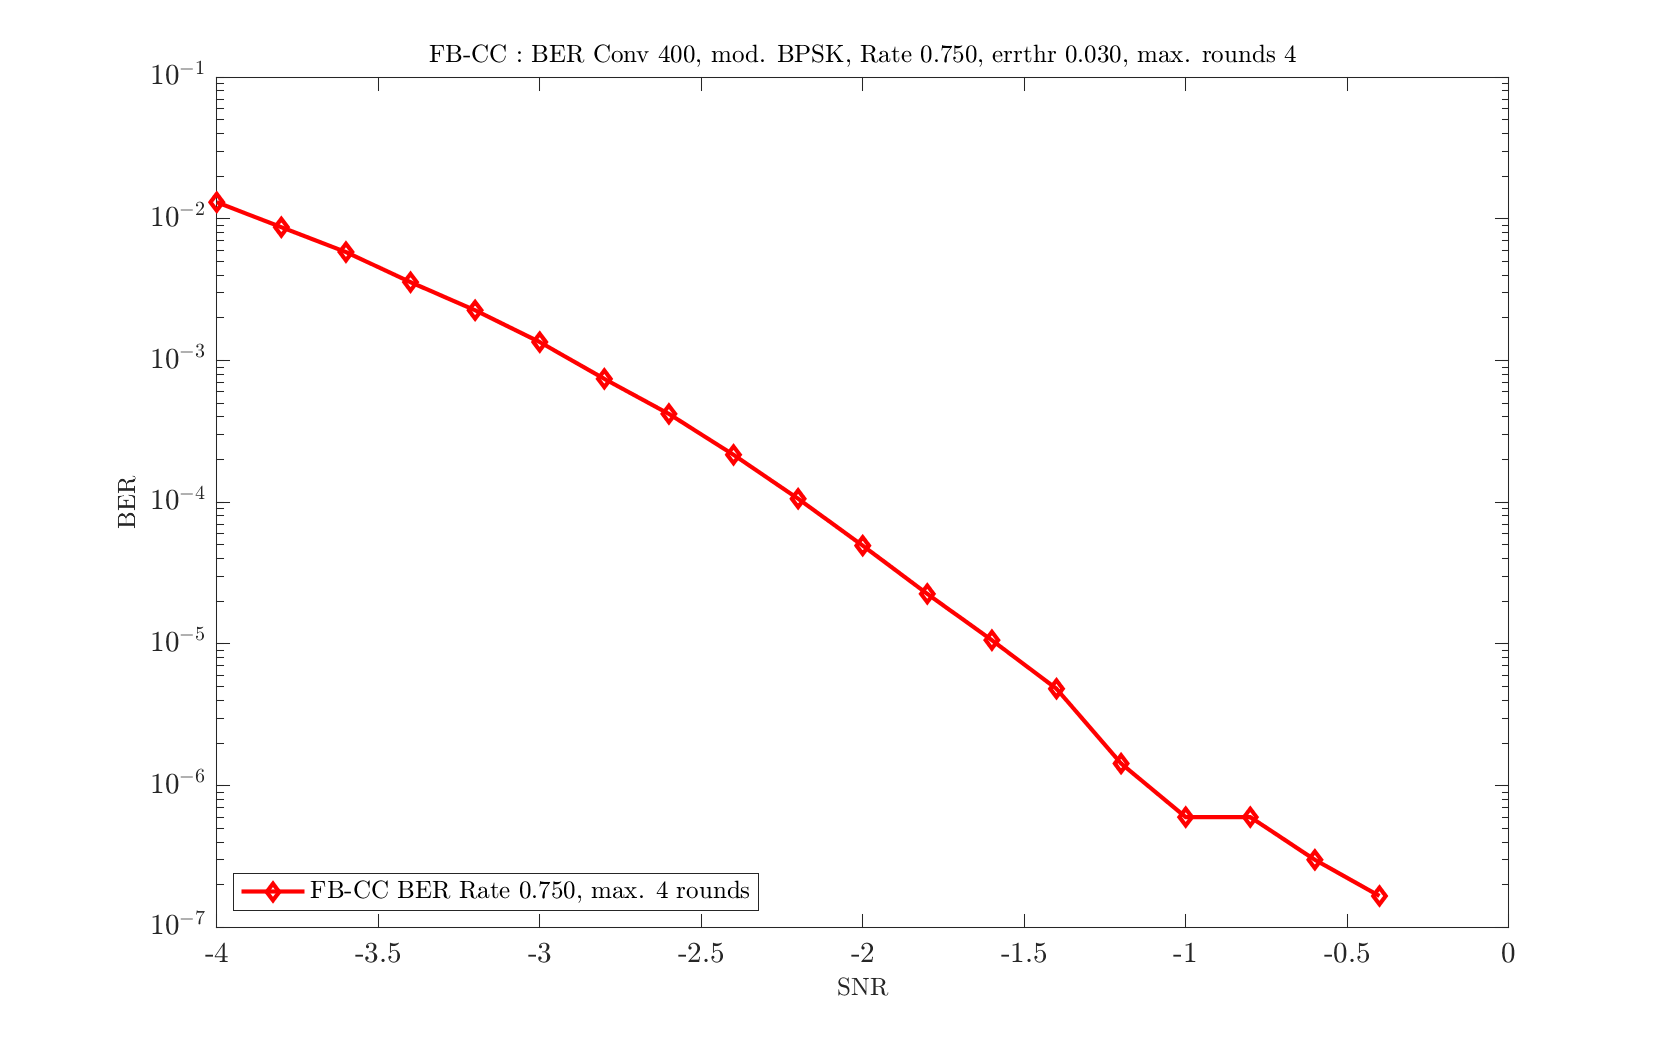 FB-CC : BER Conv 400, mod. BPSK, Rate 0.750, errthr 0.030, max. rounds 4
10^{-1}
10^{-2}
10^{-3}
10^{-4}
10^{-5}
10^{-6}
10^{-7}
BER
FB-CC BER Rate 0.750, max. 4 rounds
-4 -3.5 -3 -2.5 -2 -1.5 -1 -0.5 0
SNR